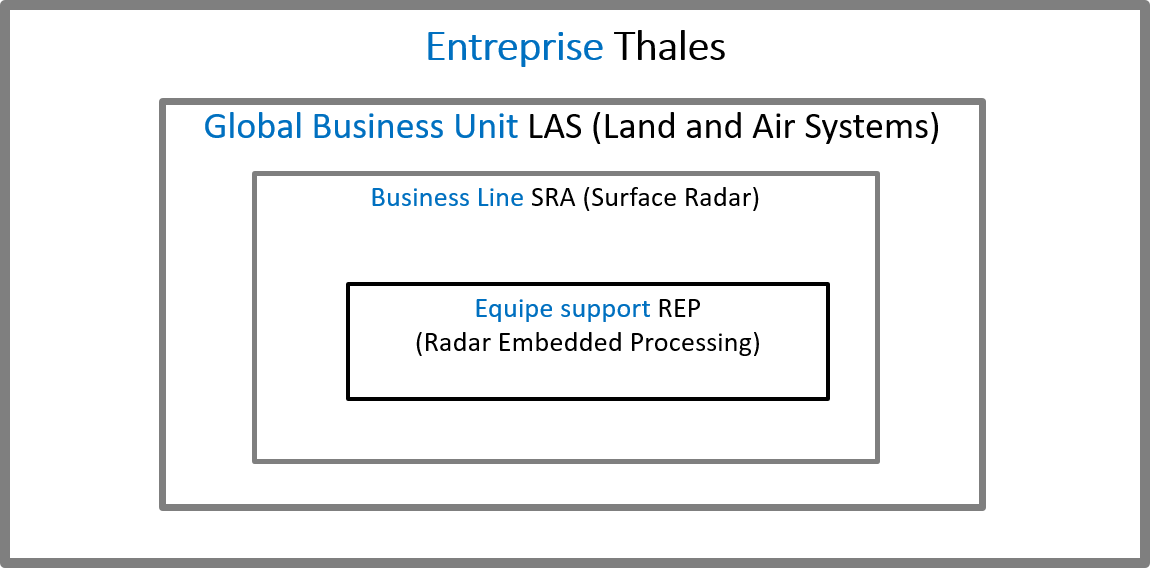 Entreprise Thales
Global Business Unit LAS (Land and Air Systems)
Business Line SRA (Surface Radar)
Equipe support REP
(Radar Embedded Processing)